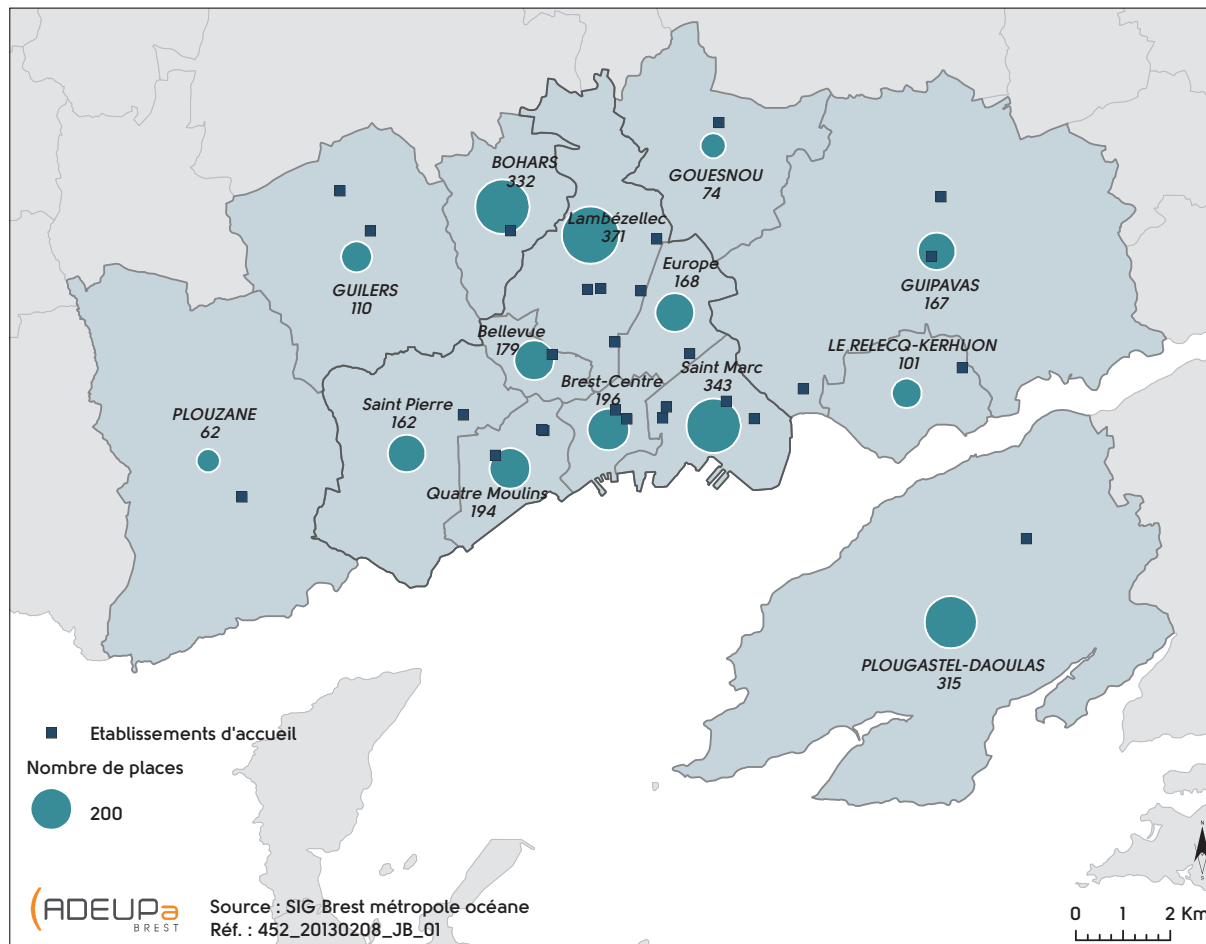 BOHARS
332
GOUESNOU
74
Lambézellec
371
Europe
168
GUILERS
110
GUIPAVAS
167
Bellevue
179
LE RELECQ-KERHUON
101
Saint Marc
343
Brest-Centre
196
PLOUZANE
62
Saint Pierre
162
Quatre Moulins
194
PLOUGASTEL-DAOULAS
315
Etablissements d'accueil
Nombre de places
200
N
S
(ADEUPa
BREST
Source : SIG Brest métropole océane
Réf. : 452_20130208_JB_01
0 1 2 Km